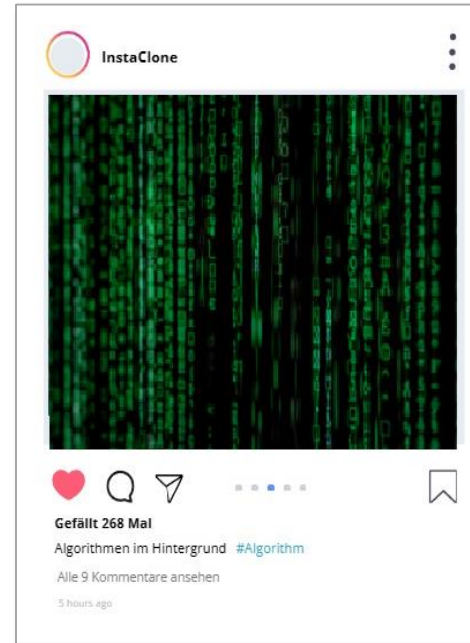 InstaClone
Gefällt 268 Mal
Algorithmen im Hintergrund #Algorithm
Alle 9 Kommentare ansehen
5 hours ago